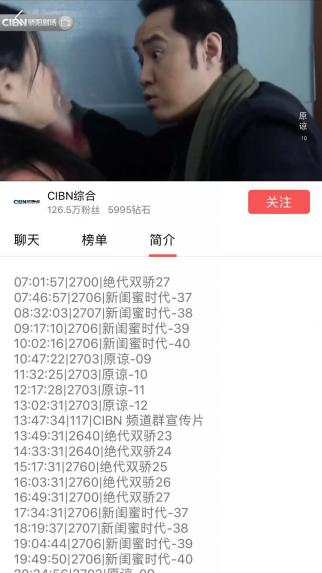 CIBN骄阳剧场
原谅
10
CIBN综合
126.5万粉丝 5995钻石
关注
聊天 榜单 简介
07:01:57|2700|绝代双骄27
07:46:57|2706|新闺蜜时代-37
08:32:03|2707|新闺蜜时代-38
09:17:10|2706|新闺蜜时代-39
10:02:16|2706|新闺蜜时代-40
10:47:22|2703|原谅-09
11:32:25|2703|原谅-10
12:17:28|2703|原谅-11
13:02:31|2703|原谅-12
13:47:34|117|CIBN 频道群宣传片
13:49:31|2640|绝代双骄23
14:33:31|2640|绝代双骄24
15:17:31|2760|绝代双骄25
16:03:31|2760|绝代双骄26
16:49:31|2700|绝代双骄27
17:34:31|2706|新闺蜜时代-37
18:19:37|2707|新闺蜜时代-38
19:04:44|2706|新闺蜜时代-39
19:49:50|2706|新闺蜜时代-40